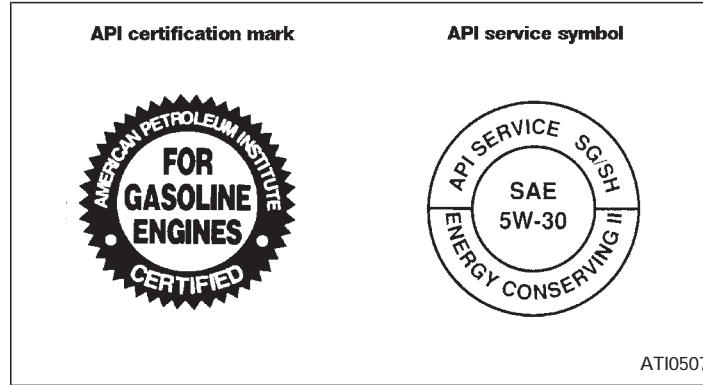 API certification mark
API service symbol
AMERICAN PETROLEUM INSTITUTE
FOR
GASOLINE
ENGINES
CERTIFIED
API SERVICE SG/SH
SAE
5W-30
ENERGY CONSERVING II
ATI0507